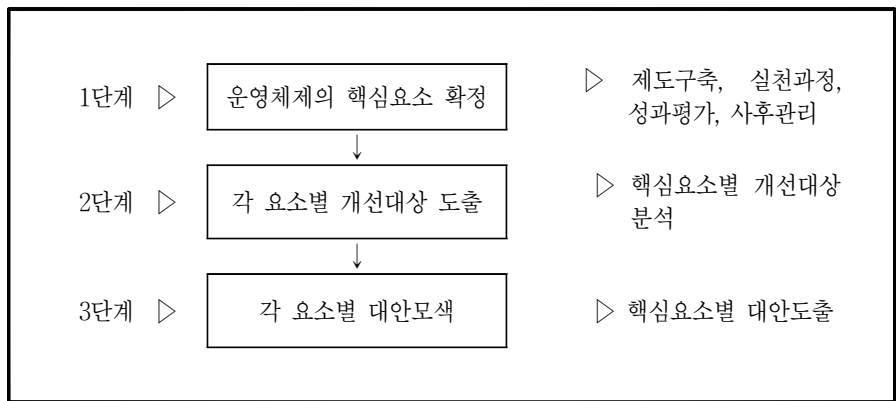 1단계 ▷ 운영체제의 핵심요소 확정 ▷ 제도구축, 실천과정,
성과평가, 사후관리
↓
2단계 ▷ 각 요소별 개선대상 도출 ▷ 핵심요소별 개선대상
분석
↓
3단계 ▷ 각 요소별 대안모색 ▷ 핵심요소별 대안도출